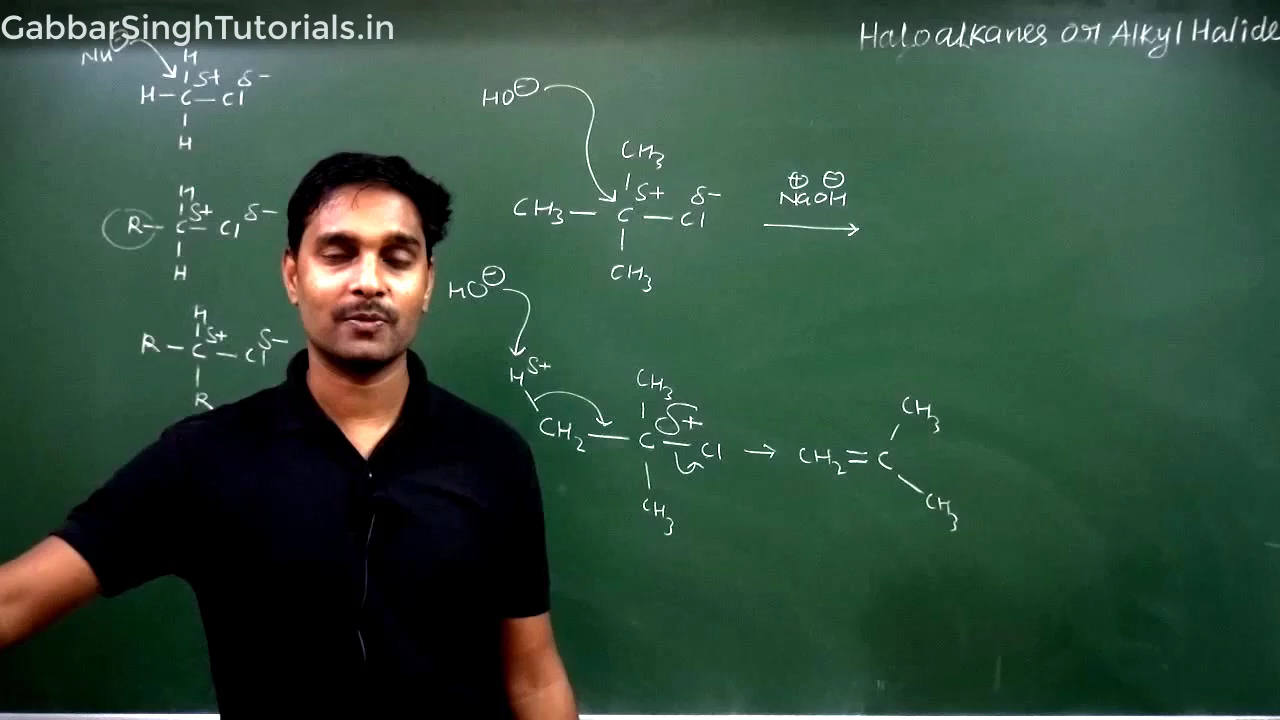 GabbarSinghTutorials.in
Haloalkanes or Alkyl Halide
Nu⊖
H
H–C–Cl δ+ δ−
H
H
R–C–Cl δ+ δ−
H
H
R–C–Cl δ+ δ−
R
HO⊖
CH3
CH3–C–Cl δ+ δ−
CH3
⊕ ⊖
NaOH
→
HO⊖
H δ+
CH3
CH2–C–Cl δ+
CH3
→
CH3
CH2=C
CH3